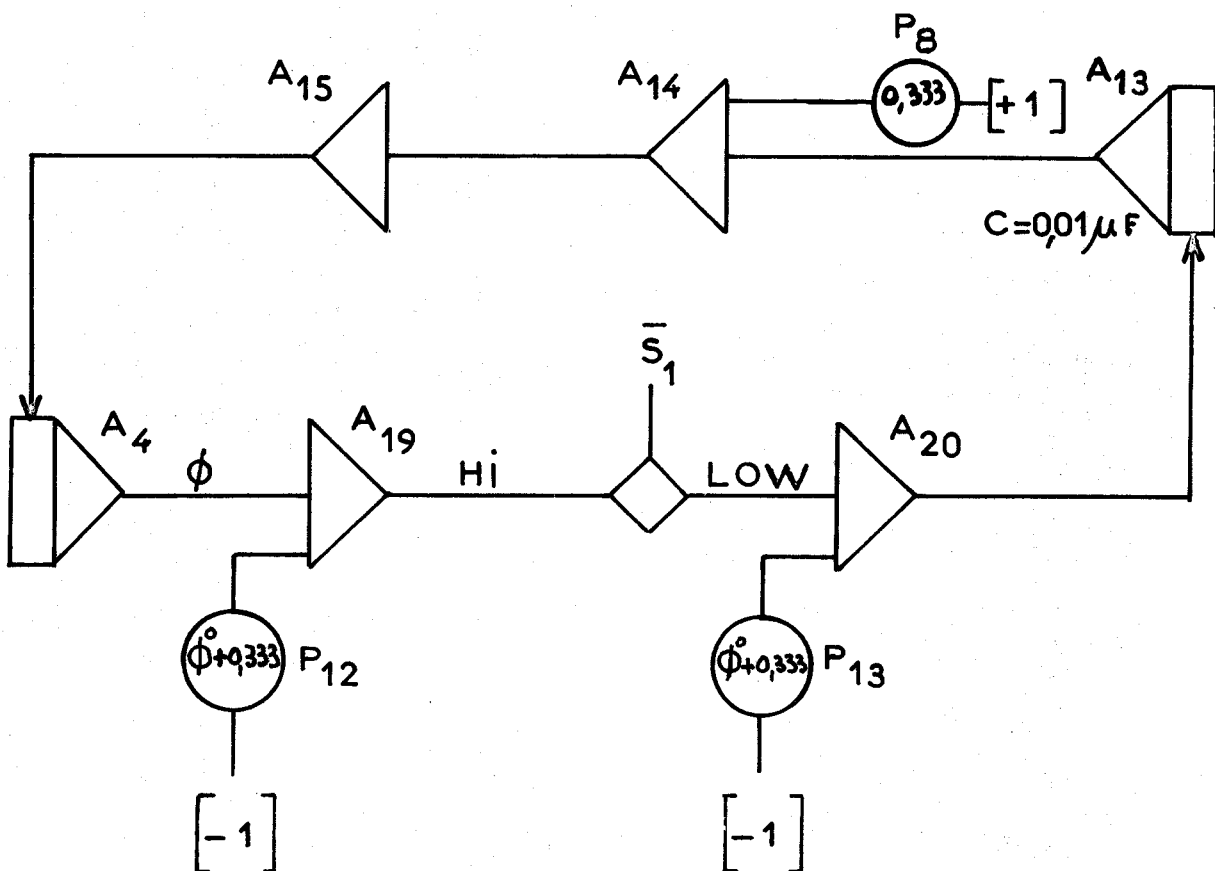 P8
A15
A14
0,333
[+1]
A13
C=0,01μF
S̄1
A4
ϕ
A19
Hi
LOW
A20
ϕ°+0,333
P12
ϕ°+0,333
P13
[-1]
[-1]